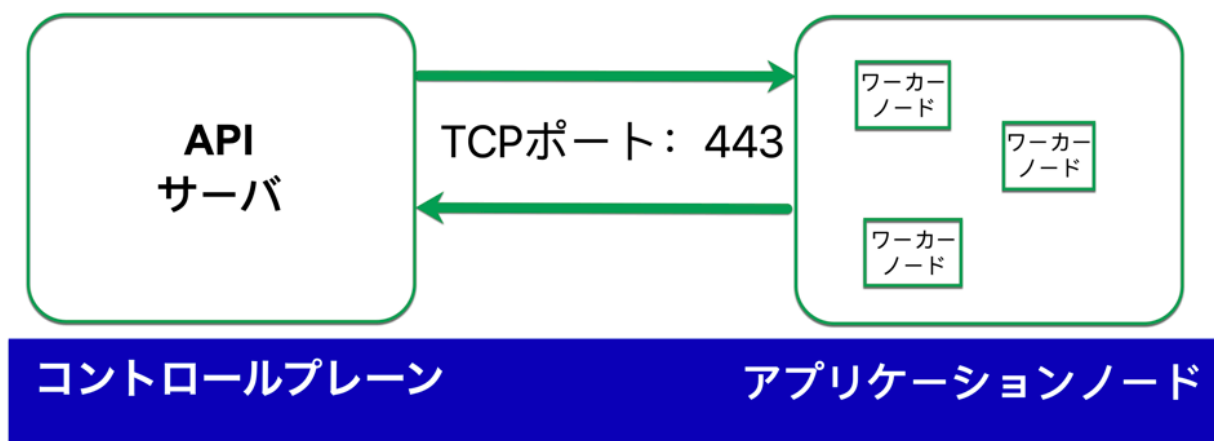 API
サーバ
TCPポート：443
ワーカー
ノード
ワーカー
ノード
ワーカー
ノード
コントロールプレーン
アプリケーションノード